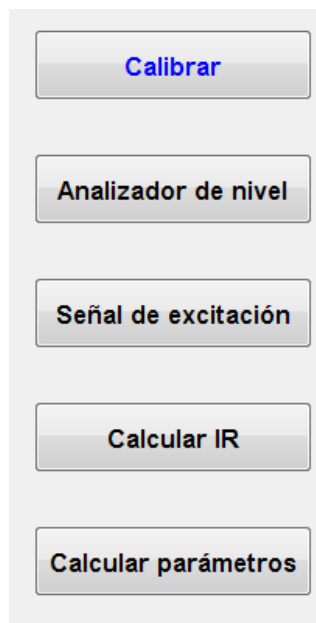 Calibrar
Analizador de nivel
Señal de excitación
Calcular IR
Calcular parámetros